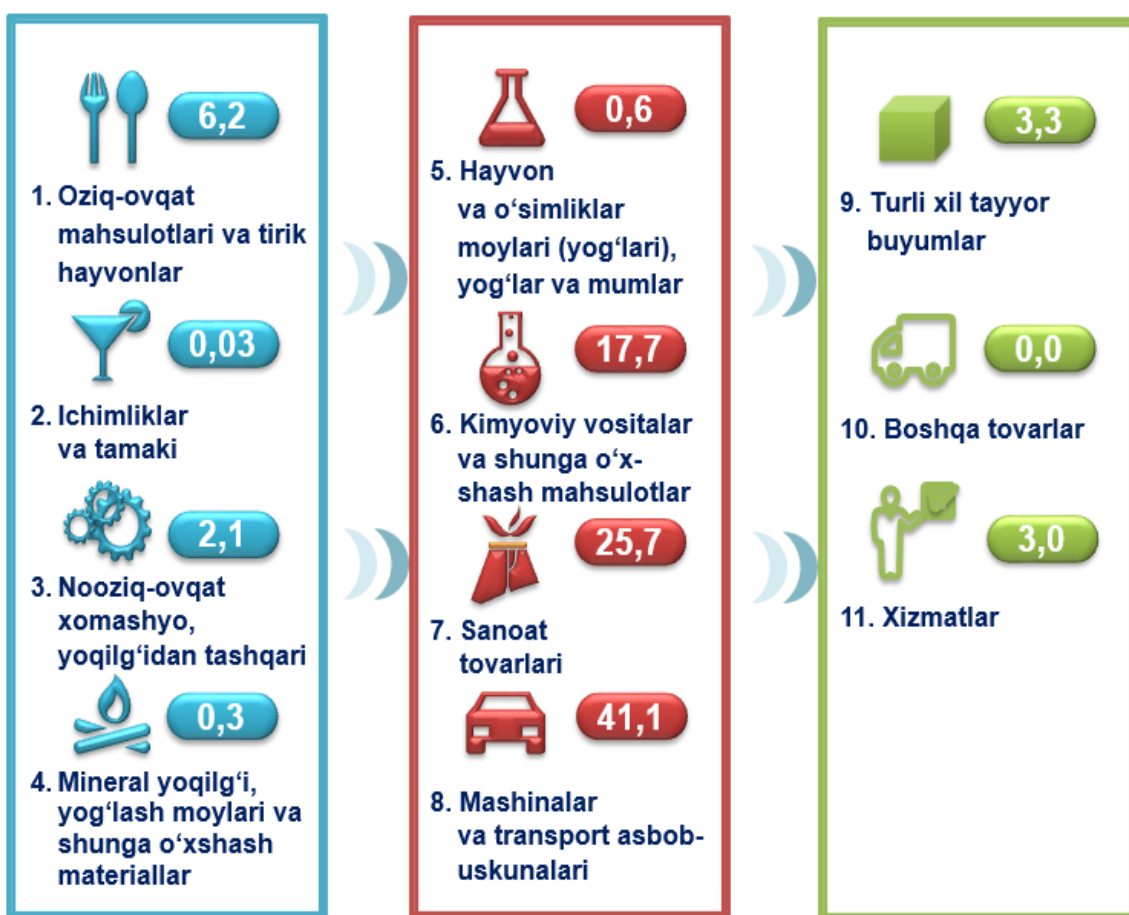 6,2
1. Oziq-ovqat
mahsulotlari va tirik
hayvonlar
0,03
2. Ichimliklar
va tamaki
2,1
3. Nooziq-ovqat
xomashyo,
yoqilg‘idan tashqari
0,3
4. Mineral yoqilg‘i,
yog‘lash moylari va
shunga o‘xshash
materiallar
0,6
5. Hayvon
va o‘simliklar
moylari (yog‘lari),
yog‘lar va mumlar
17,7
6. Kimyoviy vositalar
va shunga o‘x-
shash mahsulotlar
25,7
7. Sanoat
tovarlari
41,1
8. Mashinalar
va transport asbob-
uskunalari
3,3
9. Turli xil tayyor
buyumlar
0,0
10. Boshqa tovarlar
3,0
11. Xizmatlar